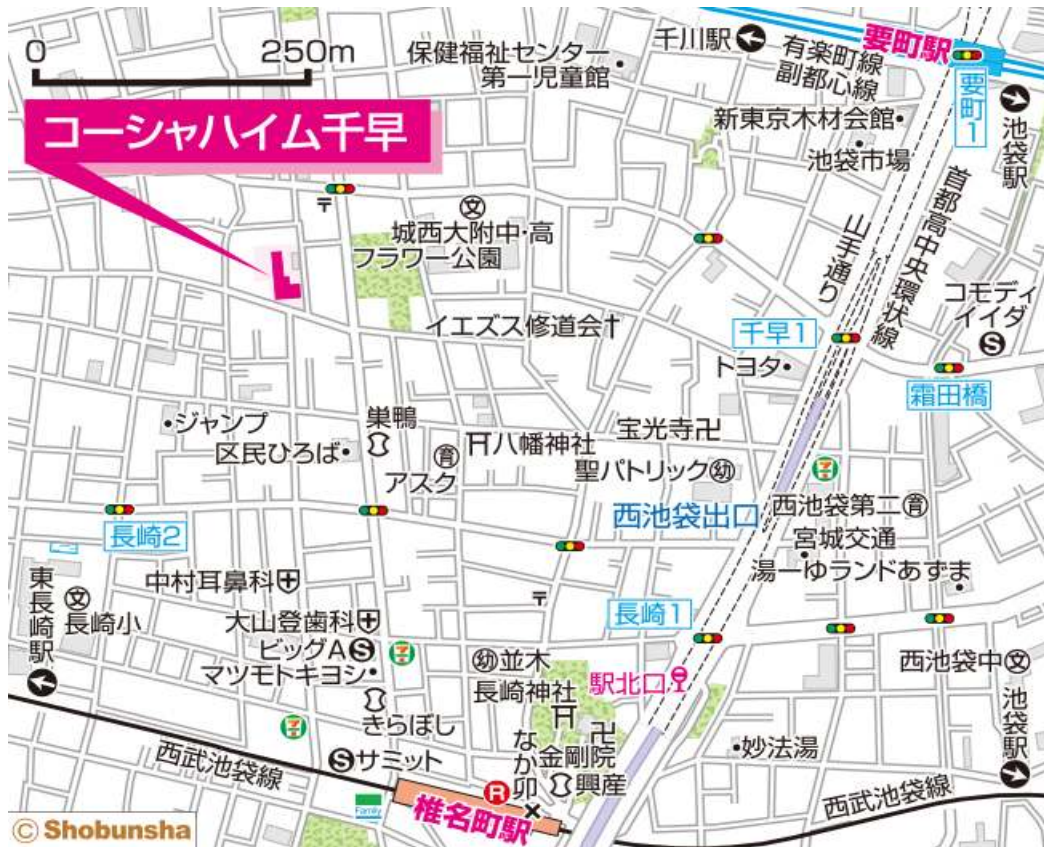 0 250m
保健福祉センター
第一児童館
千川駅
有楽町線
副都心線
要町駅
要町1
池袋駅
コーシャハイム千早
新東京木材会館
池袋市場
〒
文
城西大附中・高
フラワー公園
山手通り
首都高中央環状線
コモディ
イイダ
S
イエズス修道会
千早1
トヨタ
霜田橋
ジャンプ
巣鴨
区民ひろば
育
アスク
八幡神社
宝光寺卍
聖パトリック幼
西池袋出口
西池袋第二育
長崎2
宮城交通
湯ーゆランドあずま
中村耳鼻科
東長崎駅
文
長崎小
大山登歯科
〒
長崎1
ビッグA S
マツモトキヨシ
幼並木
長崎神社
駅北口
西池袋中文
池袋駅
きらぼし
卍
金剛院
なか卯
興産
妙法湯
西武池袋線
Sサミット
R
Family
椎名町駅
西武池袋線
© Shobunsha